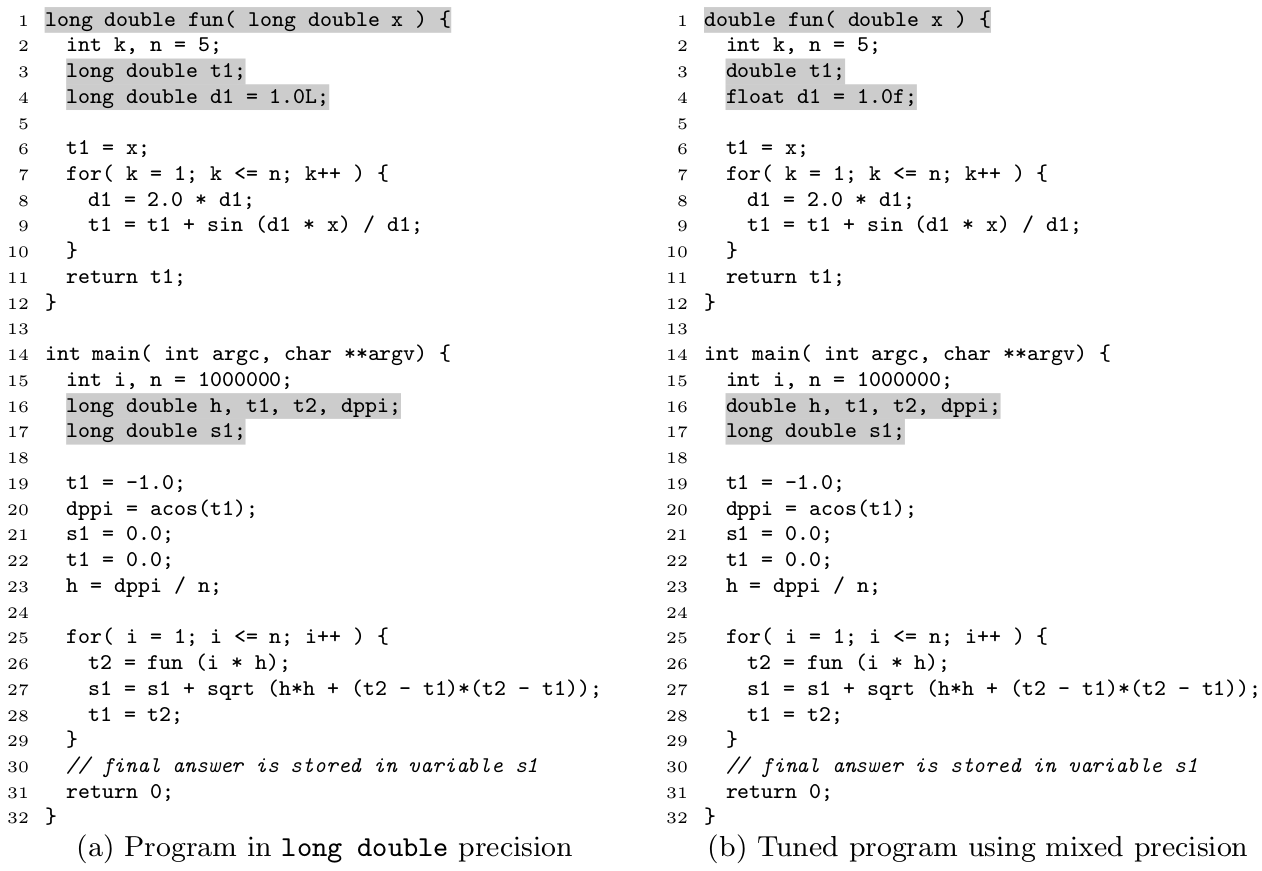 1 long double fun( long double x ) {
2   int k, n = 5;
3   long double t1;
4   long double d1 = 1.0L;
5
6   t1 = x;
7   for( k = 1; k <= n; k++ ) {
8     d1 = 2.0 * d1;
9     t1 = t1 + sin (d1 * x) / d1;
10   }
11   return t1;
12 }
13
14 int main( int argc, char **argv) {
15   int i, n = 1000000;
16   long double h, t1, t2, dppi;
17   long double s1;
18
19   t1 = -1.0;
20   dppi = acos(t1);
21   s1 = 0.0;
22   t1 = 0.0;
23   h = dppi / n;
24
25   for( i = 1; i <= n; i++ ) {
26     t2 = fun (i * h);
27     s1 = s1 + sqrt (h*h + (t2 - t1)*(t2 - t1));
28     t1 = t2;
29   }
30   // final answer is stored in variable s1
31   return 0;
32 }
(a) Program in long double precision
1 double fun( double x ) {
2   int k, n = 5;
3   double t1;
4   float d1 = 1.0f;
5
6   t1 = x;
7   for( k = 1; k <= n; k++ ) {
8     d1 = 2.0 * d1;
9     t1 = t1 + sin (d1 * x) / d1;
10   }
11   return t1;
12 }
13
14 int main( int argc, char **argv) {
15   int i, n = 1000000;
16   double h, t1, t2, dppi;
17   long double s1;
18
19   t1 = -1.0;
20   dppi = acos(t1);
21   s1 = 0.0;
22   t1 = 0.0;
23   h = dppi / n;
24
25   for( i = 1; i <= n; i++ ) {
26     t2 = fun (i * h);
27     s1 = s1 + sqrt (h*h + (t2 - t1)*(t2 - t1));
28     t1 = t2;
29   }
30   // final answer is stored in variable s1
31   return 0;
32 }
(b) Tuned program using mixed precision